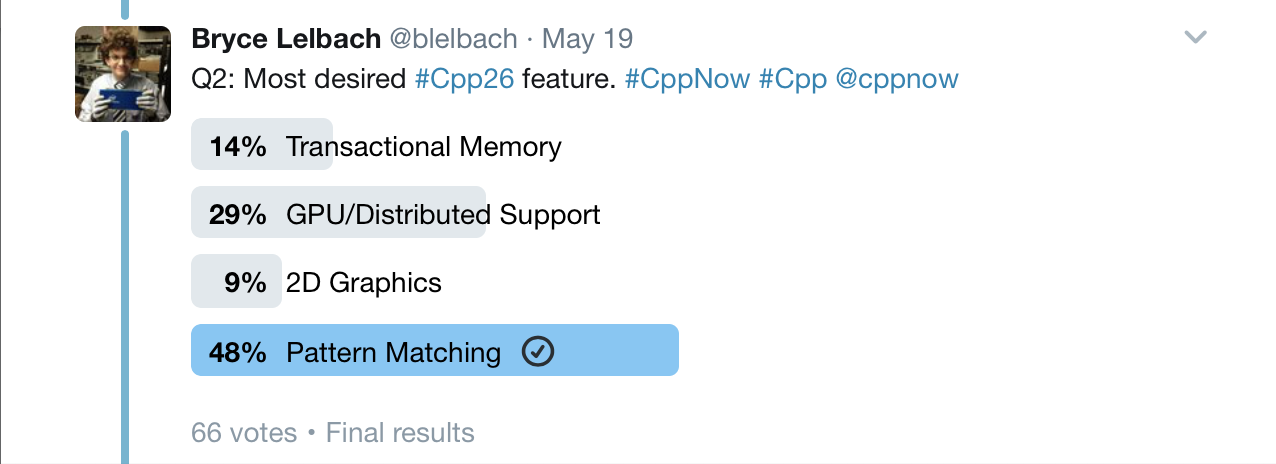 Bryce Lelbach @blelbach · May 19
Q2: Most desired #Cpp26 feature. #CppNow #Cpp @cppnow
14% Transactional Memory
29% GPU/Distributed Support
9% 2D Graphics
48% Pattern Matching
66 votes • Final results